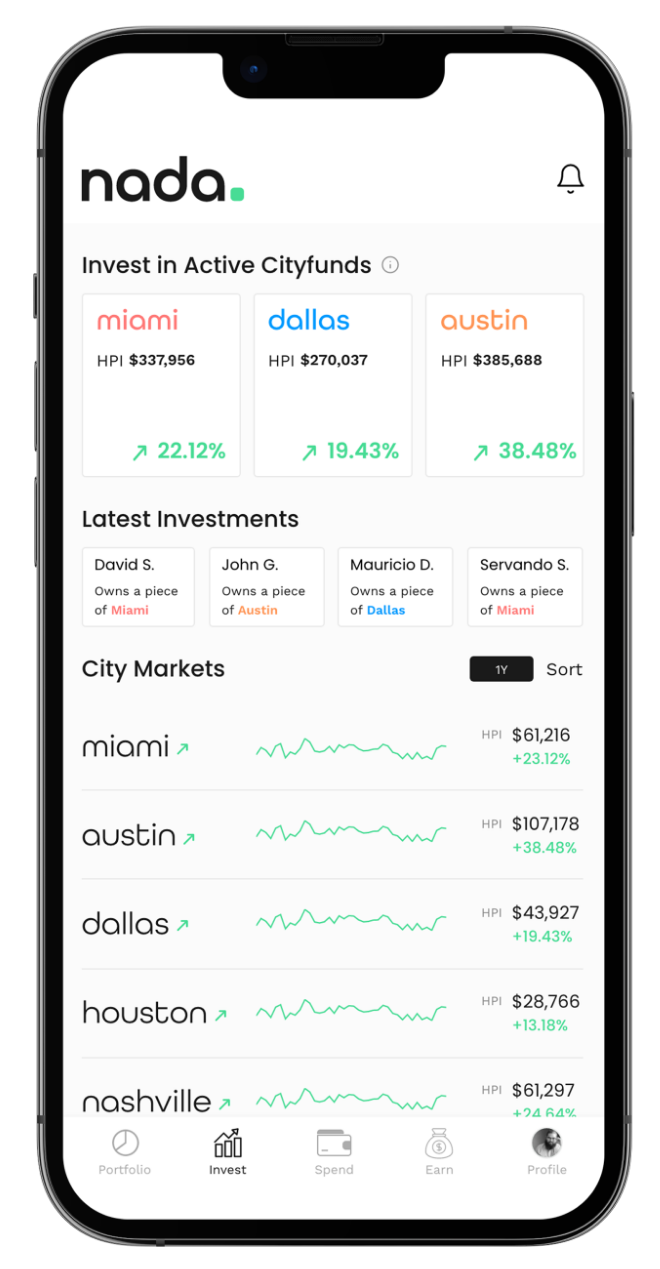 nada.
Invest in Active Cityfunds
miami
HPI $337,956
22.12%
dallas
HPI $270,037
19.43%
austin
HPI $385,688
38.48%
Latest Investments
David S.
Owns a piece
of Miami
John G.
Owns a piece
of Austin
Mauricio D.
Owns a piece
of Dallas
Servando S.
Owns a piece
of Miami
City Markets
1Y
Sort
miami
HPI $61,216
+23.12%
austin
HPI $107,178
+38.48%
dallas
HPI $43,927
+19.43%
houston
HPI $28,766
+13.18%
nashville
HPI $61,297
+24.64%
Portfolio
Invest
Spend
Earn
Profile